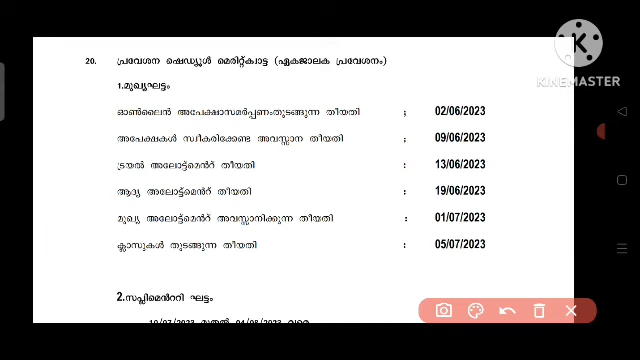 KINEMASTER
20. പ്രവേശന ഷെഡ്യൂൾ മെരിറ്റ്ക്വാട്ട (ഏകജാലക പ്രവേശനം)
1.മുഖ്യഘട്ടം
ഓൺലൈൻ അപേക്ഷാസമർപ്പണംതുടങ്ങുന്ന തീയതി ; 02/06/2023
അപേക്ഷകൾ സ്വീകരിക്കേണ്ട അവസ്സാന തീയതി ; 09/06/2023
ട്രയൽ അലോട്ട്മെൻറ് തീയതി : 13/06/2023
ആദ്യ അലോട്ട്മെൻറ് തീയതി : 19/06/2023
മുഖ്യ അലോട്ട്മെൻറ് അവസ്സാനിക്കുന്ന തീയതി : 01/07/2023
ക്ലാസുകൾ തുടങ്ങുന്ന തീയതി : 05/07/2023
2.സപ്ലിമെൻററി ഘട്ടം